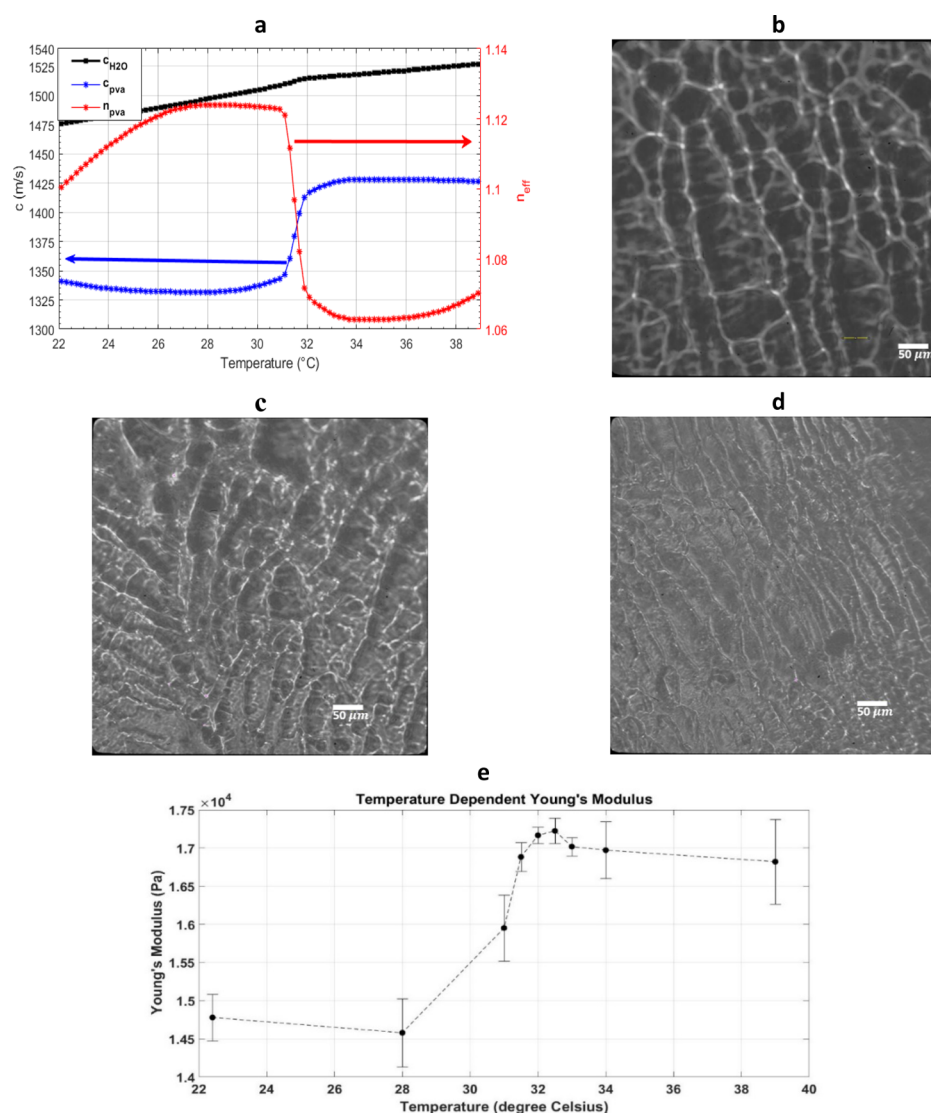 a
1540
1525
1500
1475
1450
1425
1400
1375
1350
1325
1300
c (m/s)
c_H2O
c_pva
n_pva
1.14
1.12
1.1
1.08
1.06
n_eff
22 24 26 28 30 32 34 36 38
Temperature (°C)
b
50 μm
c
50 μm
d
50 μm
e
Temperature Dependent Young's Modulus
×10^4
1.75
1.7
1.65
1.6
1.55
1.5
1.45
1.4
Young's Modulus (Pa)
22 24 26 28 30 32 34 36 38 40
Temperature (degree Celsius)